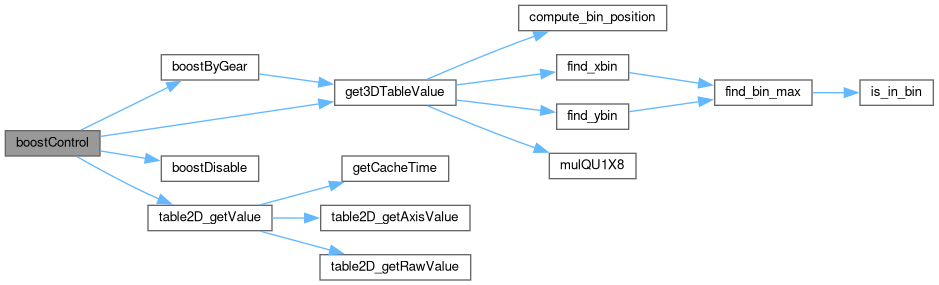 compute_bin_position
boostByGear
find_xbin
get3DTableValue
find_bin_max
is_in_bin
find_ybin
boostControl
boostDisable
getCacheTime
mulQU1X8
table2D_getValue
table2D_getAxisValue
table2D_getRawValue